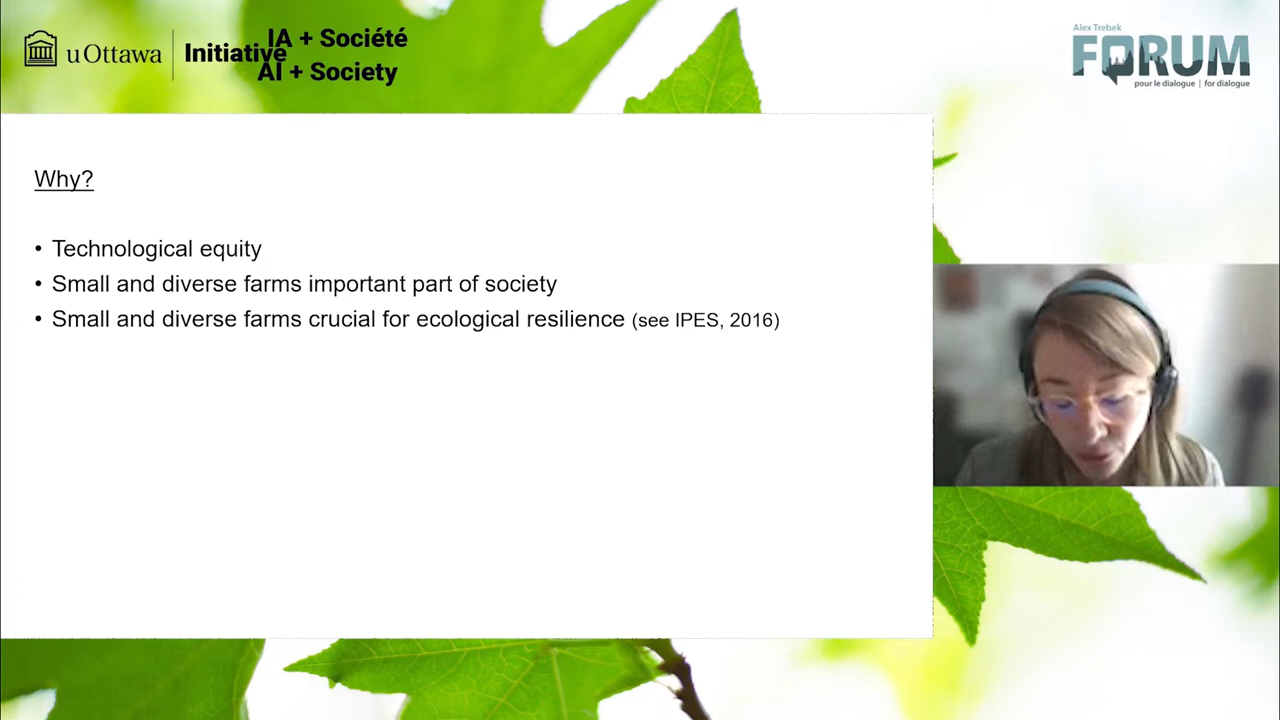 uOttawa
Initiative
IA + Société
AI + Society
Alex Trebek
FORUM
pour le dialogue | for dialogue
Why?
• Technological equity
• Small and diverse farms important part of society
• Small and diverse farms crucial for ecological resilience (see IPES, 2016)